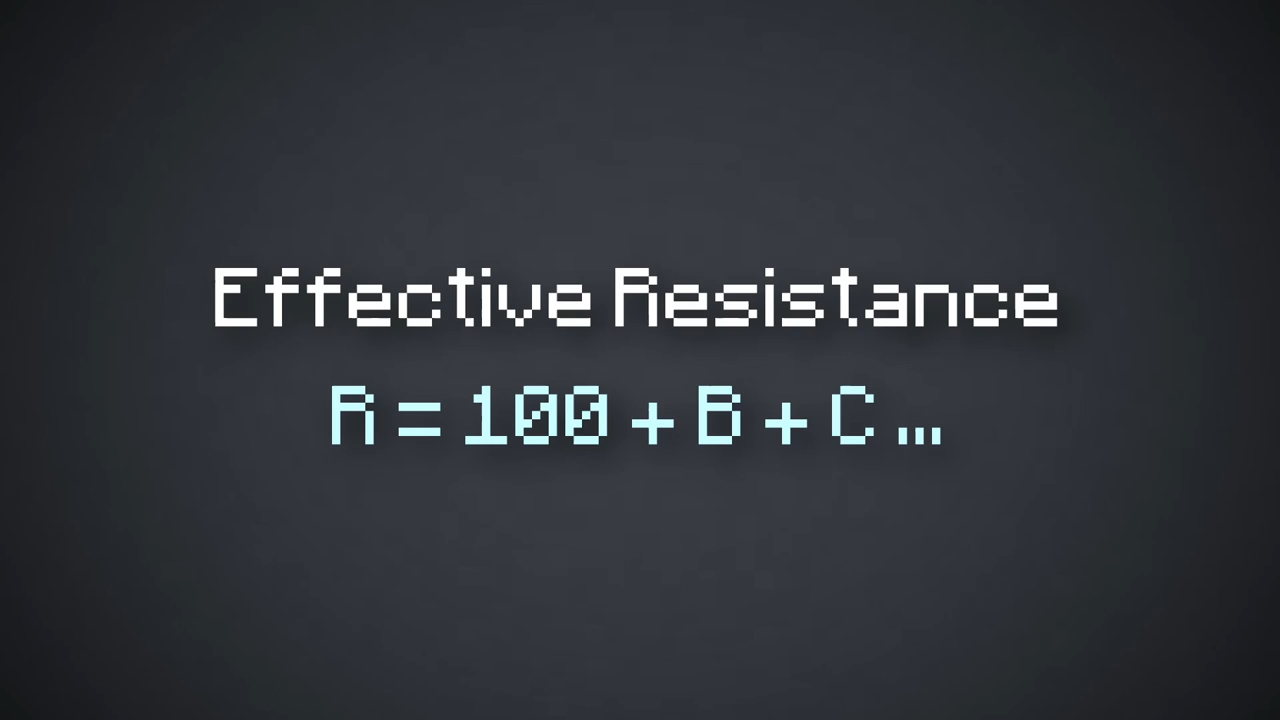 Effective Resistance
R = 100 + B + C ...